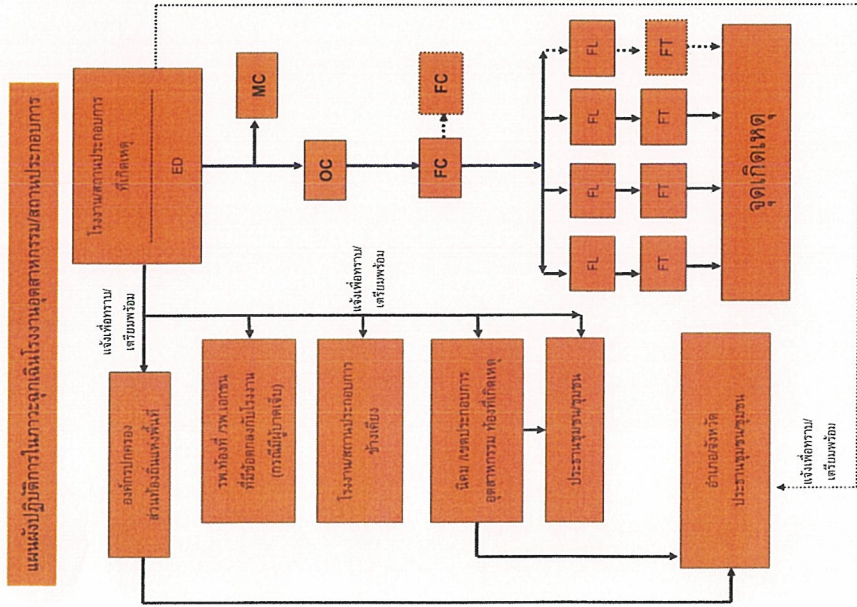 แผนผังปฏิบัติการในภาวะฉุกเฉินโรงงานอุตสาหกรรม/สถานประกอบการ
โรงงาน/สถานประกอบการ
ที่เกิดเหตุ
ED
MC
OC
FC
FC
FL
FL
FL
FL
FT
FT
FT
FT
จุดเกิดเหตุ
แจ้งเพื่อทราบ/
เตรียมพร้อม
องค์กรปกครอง
ส่วนท้องถิ่นแห่งพื้นที่
รพ.ท้องที่ /รพ.เอกชน
ที่มีข้อตกลงกับโรงงาน
(กรณีมีผู้บาดเจ็บ)
แจ้งเพื่อทราบ/
เตรียมพร้อม
โรงงาน/สถานประกอบการ
ข้างเคียง
นิคม /เขตประกอบการ
อุตสาหกรรม ท้องที่เกิดเหตุ
ประธานชุมชน/ชุมชน
อำเภอ/จังหวัด
ประธานชุมชน/ชุมชน
แจ้งเพื่อทราบ/
เตรียมพร้อม